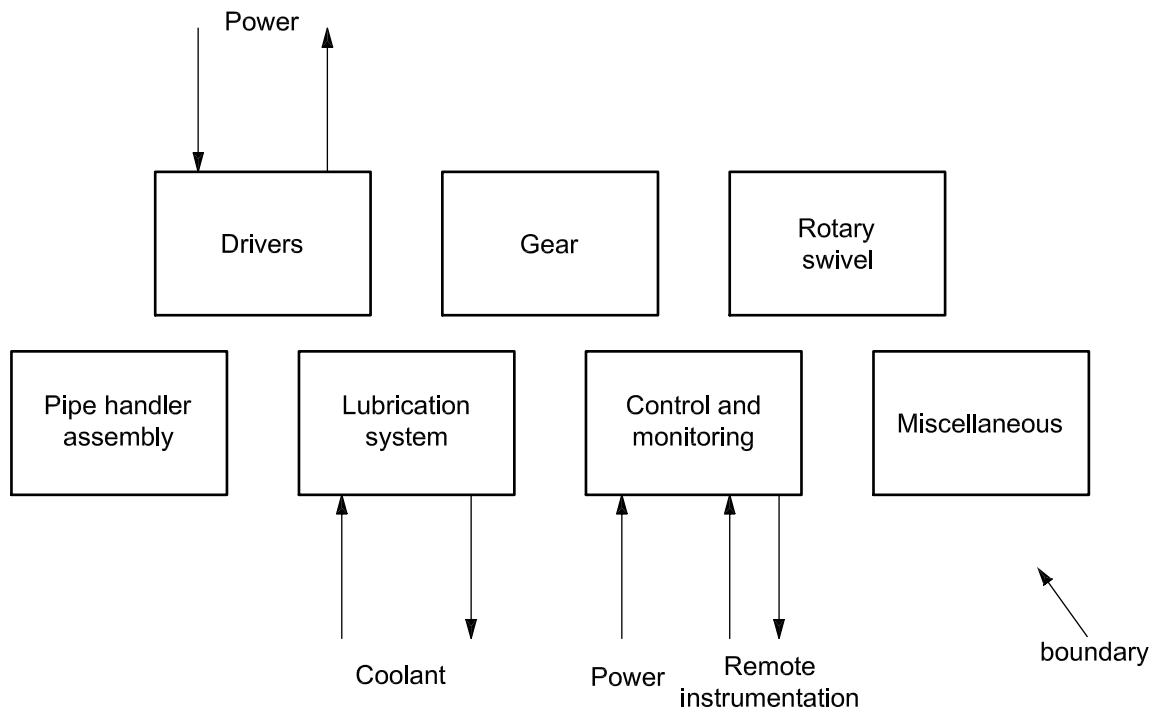 Power
Drivers
Gear
Rotary
swivel
Pipe handler
assembly
Lubrication
system
Control and
monitoring
Miscellaneous
Coolant
Power
Remote
instrumentation
boundary